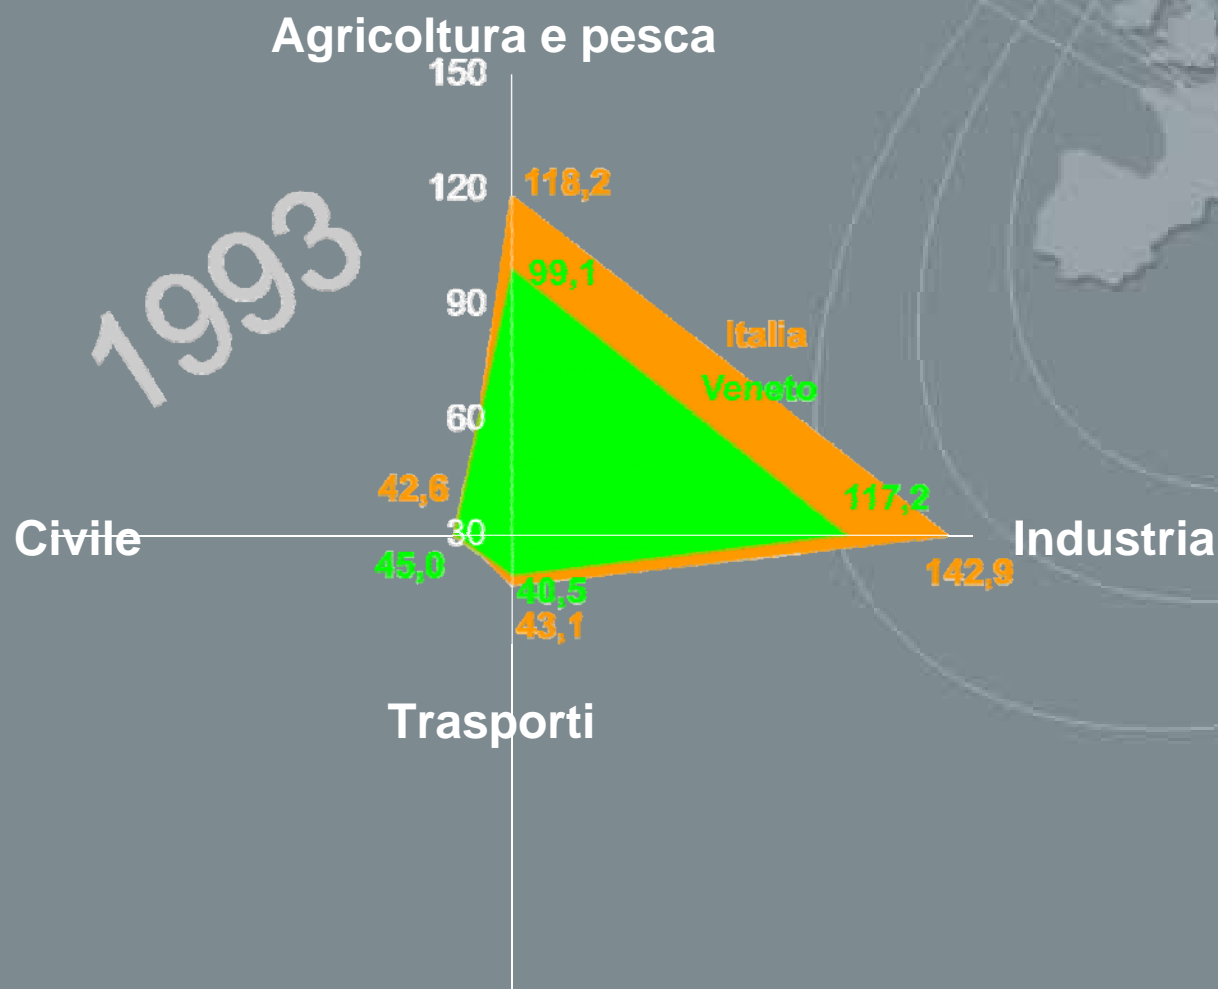 Agricoltura e pesca
150
120
118,2
1993
99,1
90
Italia
Veneto
60
42,6
117,2
Civile
30
Industria
45,0
142,9
40,5
43,1
Trasporti